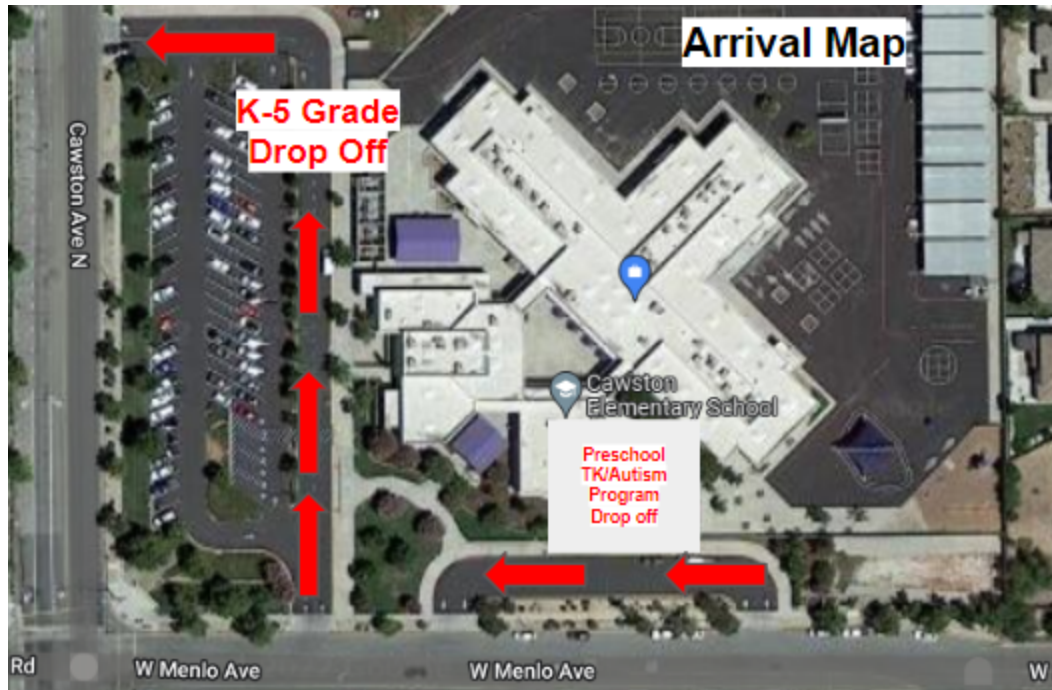 Arrival Map
K-5 Grade
Drop Off
Cawston Ave N
Cawston
Elementary School
Preschool
TK/Autism
Program
Drop off
Rd
W Menlo Ave
W Menlo Ave
W